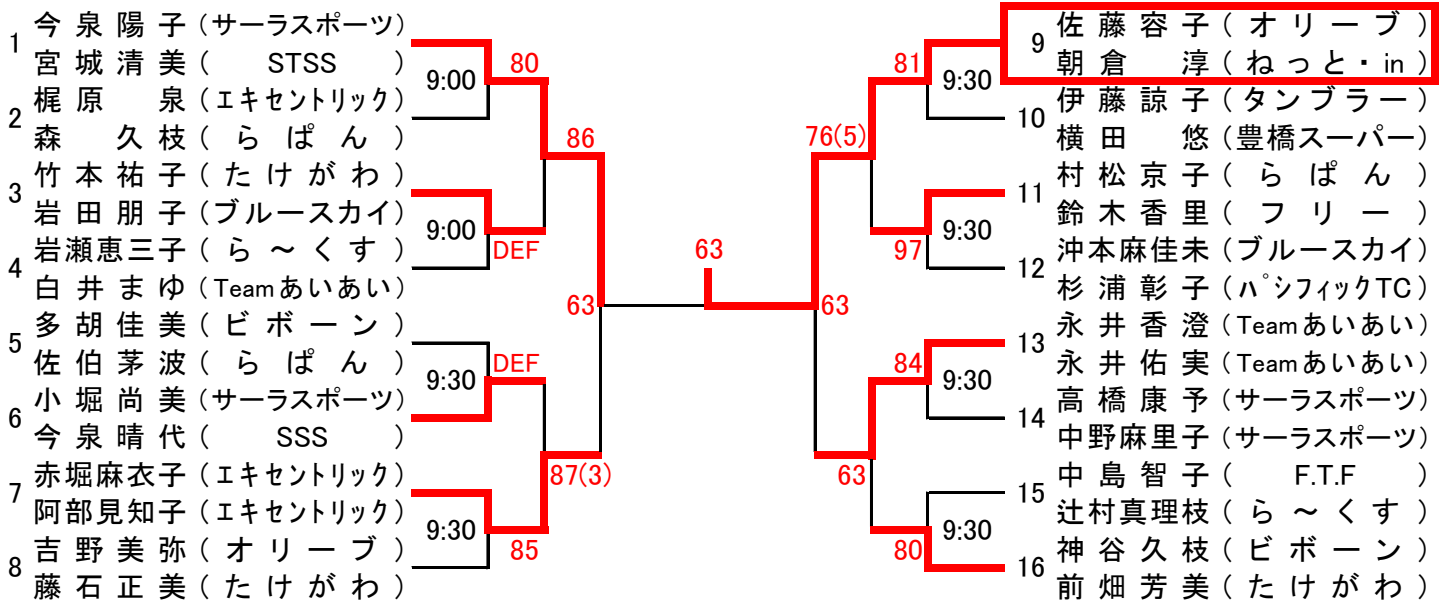 1
今泉陽子(サーラスポーツ)
宮城清美( STSS )
2
梶原 泉(エキセントリック)
森 久枝(らぱん)
3
竹本祐子(たけがわ)
岩田朋子(ブルースカイ)
4
岩瀬恵三子(ら～くす)
白井まゆ(Teamあいあい)
5
多胡佳美(ビボーン)
佐伯茅波(らぱん)
6
小堀尚美(サーラスポーツ)
今泉晴代( SSS )
7
赤堀麻衣子(エキセントリック)
阿部見知子(エキセントリック)
8
吉野美弥(オリーブ)
藤石正美(たけがわ)
9:00
9:00
9:30
9:30
80
DEF
DEF
85
86
87(3)
63
63
63
76(5)
63
81
97
84
80
9:30
9:30
9:30
9:30
9
佐藤容子(オリーブ)
朝倉 淳(ねっと・in)
10
伊藤諒子(タンブラー)
横田 悠(豊橋スーパー)
11
村松京子(らぱん)
鈴木香里(フリー)
12
沖本麻佳未(ブルースカイ)
杉浦彰子(パシフィックTC)
13
永井香澄(Teamあいあい)
永井佑実(Teamあいあい)
14
高橋康予(サーラスポーツ)
中野麻里子(サーラスポーツ)
15
中島智子( F.T.F )
辻村真理枝(ら～くす)
16
神谷久枝(ビボーン)
前畑芳美(たけがわ)